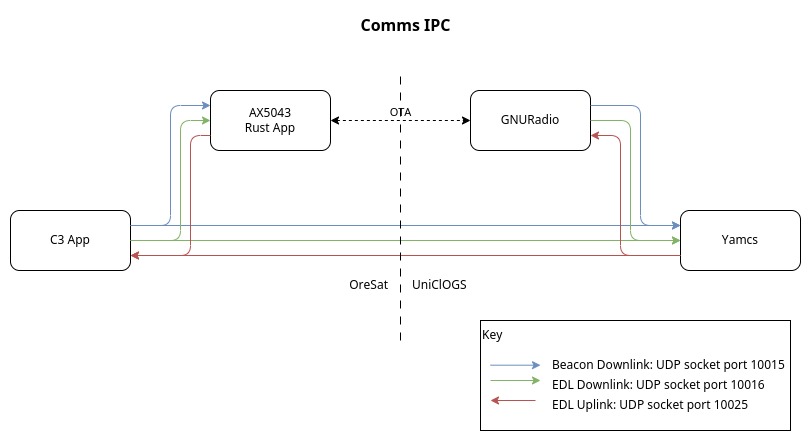 Comms IPC
AX5043
Rust App
OTA
GNURadio
C3 App
Yamcs
OreSat
UniClOGS
Key
Beacon Downlink: UDP socket port 10015
EDL Downlink: UDP socket port 10016
EDL Uplink: UDP socket port 10025